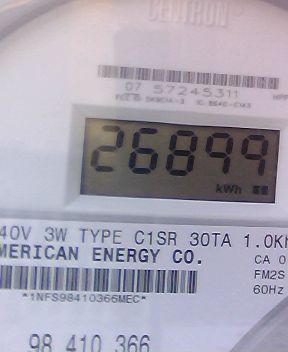 CENTRON
07 57245311
26899
kWh
40V 3W TYPE C1SR 30TA 1.0Kh
MERICAN ENERGY CO.
CA 0
FM2S
60Hz
*1NFS98410366MEC*
98 410 366